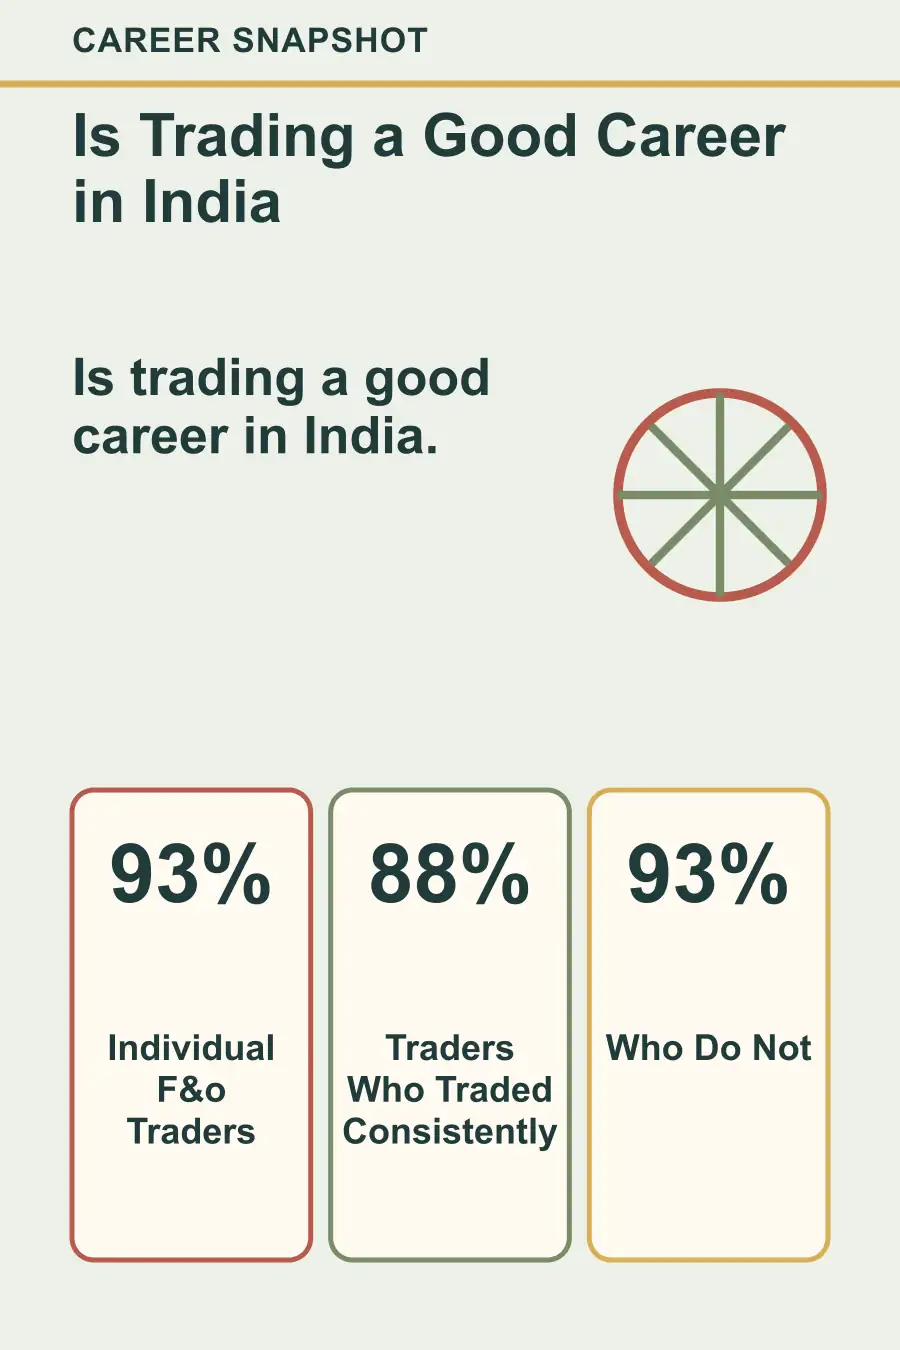 CAREER SNAPSHOT
Is Trading a Good Career
in India
Is trading a good
career in India.
93%
Individual
F&o
Traders
88%
Traders
Who Traded
Consistently
93%
Who Do Not